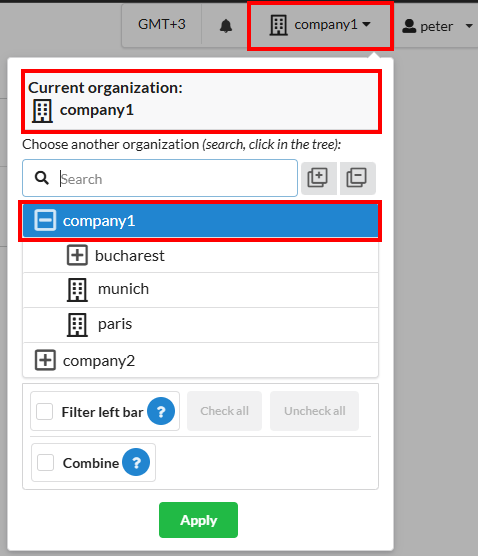 GMT+3 company1 peter
Current organization:
company1
Choose another organization (search, click in the tree):
Search
company1
bucharest
munich
paris
company2
Filter left bar ? Check all Uncheck all
Combine ?
Apply